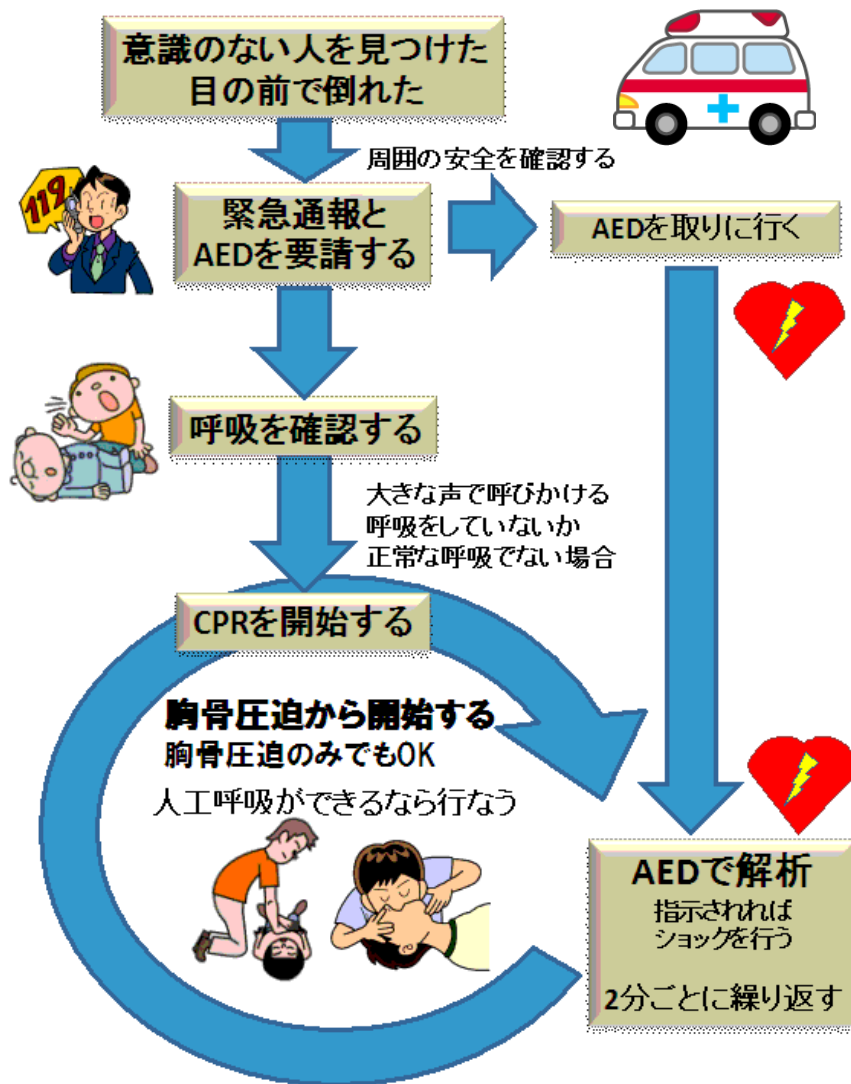 意識のない人を見つけた
目の前で倒れた
周囲の安全を確認する
119
緊急通報と
AEDを要請する
AEDを取りに行く
呼吸を確認する
大きな声で呼びかける
呼吸をしていないか
正常な呼吸でない場合
CPRを開始する
胸骨圧迫から開始する
胸骨圧迫のみでもOK
人工呼吸ができるなら行なう
AEDで解析
指示されれば
ショックを行う
2分ごとに繰り返す